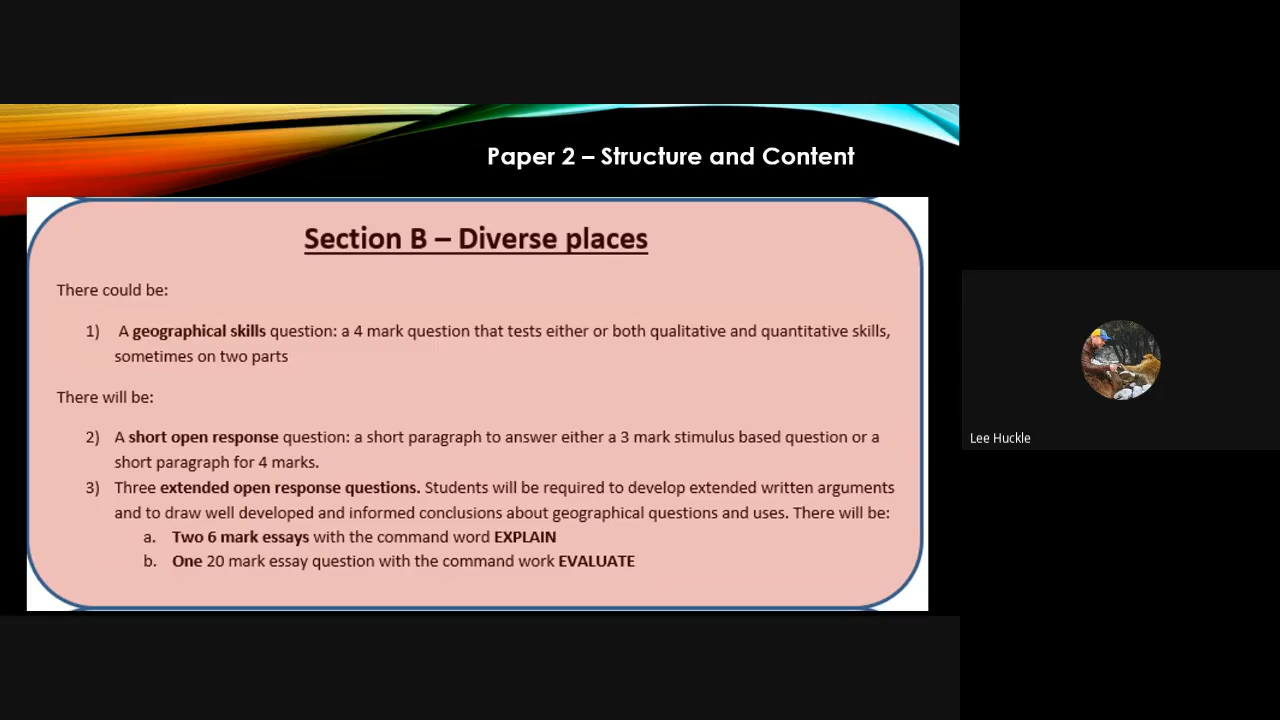 Paper 2 – Structure and Content
Section B – Diverse places
There could be:
1) A geographical skills question: a 4 mark question that tests either or both qualitative and quantitative skills,
sometimes on two parts
There will be:
2) A short open response question: a short paragraph to answer either a 3 mark stimulus based question or a
short paragraph for 4 marks.
3) Three extended open response questions. Students will be required to develop extended written arguments
and to draw well developed and informed conclusions about geographical questions and uses. There will be:
a. Two 6 mark essays with the command word EXPLAIN
b. One 20 mark essay question with the command work EVALUATE
Lee Huckle